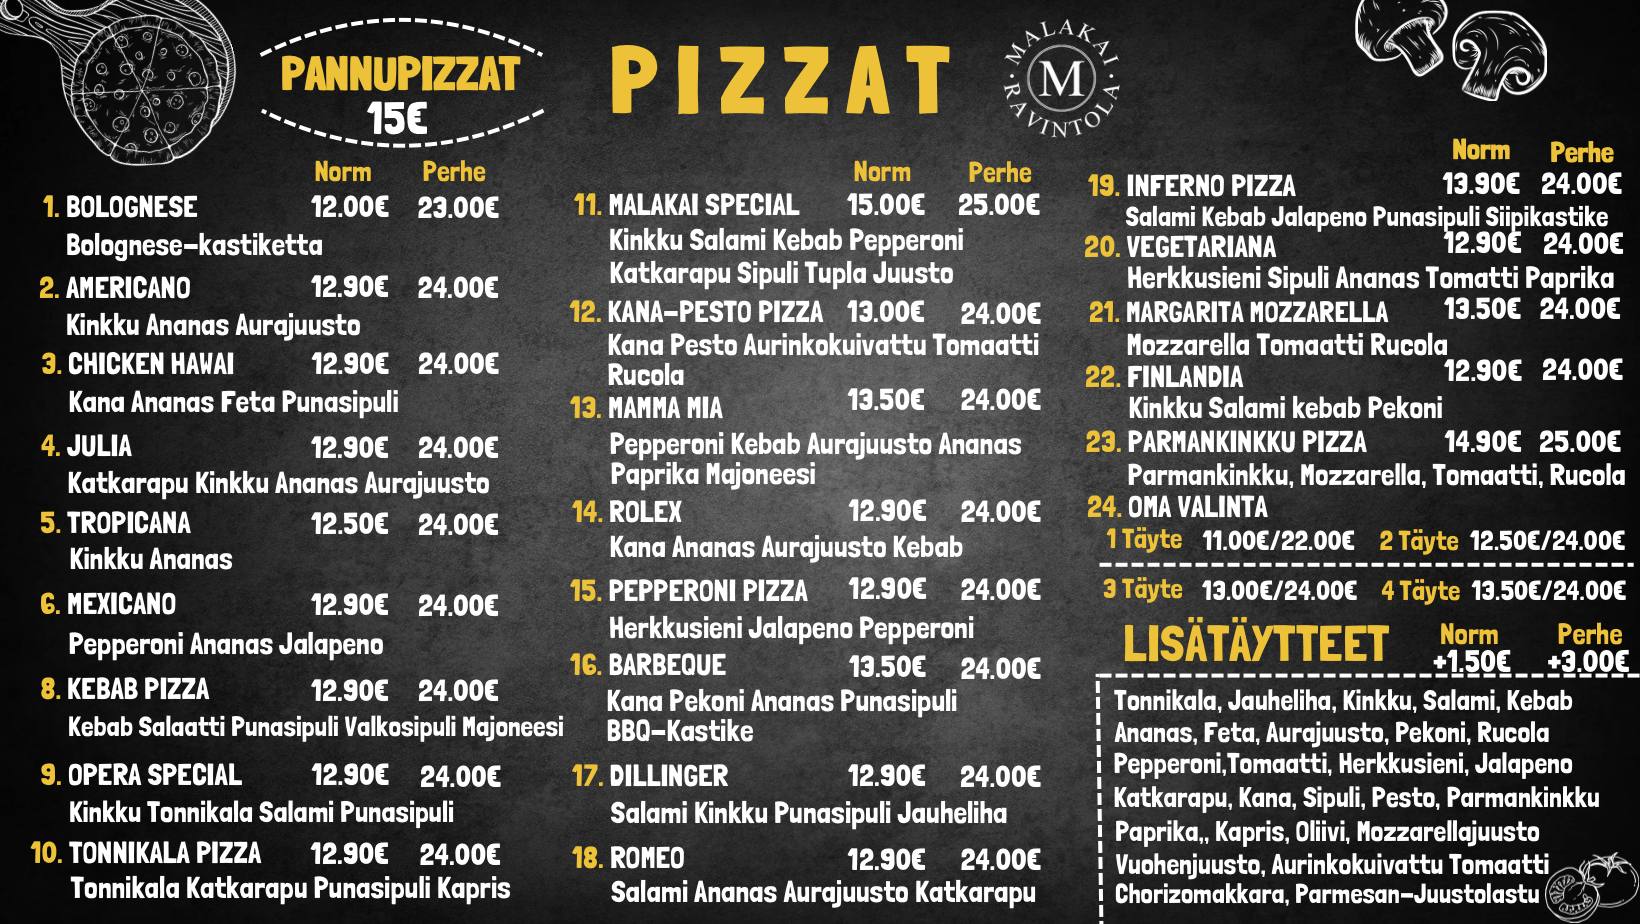 PANNUPIZZAT
15€
PIZZAT
MALAKAI
M
RAVINTOLA
Norm Perhe
1. BOLOGNESE 12.00€ 23.00€
Bolognese-kastiketta
2. AMERICANO 12.90€ 24.00€
Kinkku Ananas Aurajuusto
3. CHICKEN HAWAI 12.90€ 24.00€
Kana Ananas Feta Punasipuli
4. JULIA 12.90€ 24.00€
Katkarapu Kinkku Ananas Aurajuusto
5. TROPICANA 12.50€ 24.00€
Kinkku Ananas
6. MEXICANO 12.90€ 24.00€
Pepperoni Ananas Jalapeno
8. KEBAB PIZZA 12.90€ 24.00€
Kebab Salaatti Punasipuli Valkosipuli Majoneesi
9. OPERA SPECIAL 12.90€ 24.00€
Kinkku Tonnikala Salami Punasipuli
10. TONNIKALA PIZZA 12.90€ 24.00€
Tonnikala Katkarapu Punasipuli Kapris
Norm Perhe
11. MALAKAI SPECIAL 15.00€ 25.00€
Kinkku Salami Kebab Pepperoni
Katkarapu Sipuli Tupla Juusto
12. KANA-PESTO PIZZA 13.00€ 24.00€
Kana Pesto Aurinkokuivattu Tomaatti
Rucola
13. MAMMA MIA 13.50€ 24.00€
Pepperoni Kebab Aurajuusto Ananas
Paprika Majoneesi
14. ROLEX 12.90€ 24.00€
Kana Ananas Aurajuusto Kebab
15. PEPPERONI PIZZA 12.90€ 24.00€
Herkkusieni Jalapeno Pepperoni
16. BARBEQUE 13.50€ 24.00€
Kana Pekoni Ananas Punasipuli
BBQ-Kastike
17. DILLINGER 12.90€ 24.00€
Salami Kinkku Punasipuli Jauheliha
18. ROMEO 12.90€ 24.00€
Salami Ananas Aurajuusto Katkarapu
Norm Perhe
19. INFERNO PIZZA 13.90€ 24.00€
Salami Kebab Jalapeno Punasipuli Siipikastike
20. VEGETARIANA 12.90€ 24.00€
Herkkusieni Sipuli Ananas Tomatti Paprika
21. MARGARITA MOZZARELLA 13.50€ 24.00€
Mozzarella Tomaatti Rucola
22. FINLANDIA 12.90€ 24.00€
Kinkku Salami kebab Pekoni
23. PARMANKINKKU PIZZA 14.90€ 25.00€
Parmankinkku, Mozzarella, Tomaatti, Rucola
24. OMA VALINTA
1 Täyte 11.00€/22.00€ 2 Täyte 12.50€/24.00€
3 Täyte 13.00€/24.00€ 4 Täyte 13.50€/24.00€
LISÄTÄYTTEET Norm Perhe
+1.50€ +3.00€
Tonnikala, Jauheliha, Kinkku, Salami, Kebab
Ananas, Feta, Aurajuusto, Pekoni, Rucola
Pepperoni,Tomaatti, Herkkusieni, Jalapeno
Katkarapu, Kana, Sipuli, Pesto, Parmankinkku
Paprika,, Kapris, Oliivi, Mozzarellajuusto
Vuohenjuusto, Aurinkokuivattu Tomaatti
Chorizomakkara, Parmesan-Juustolastu